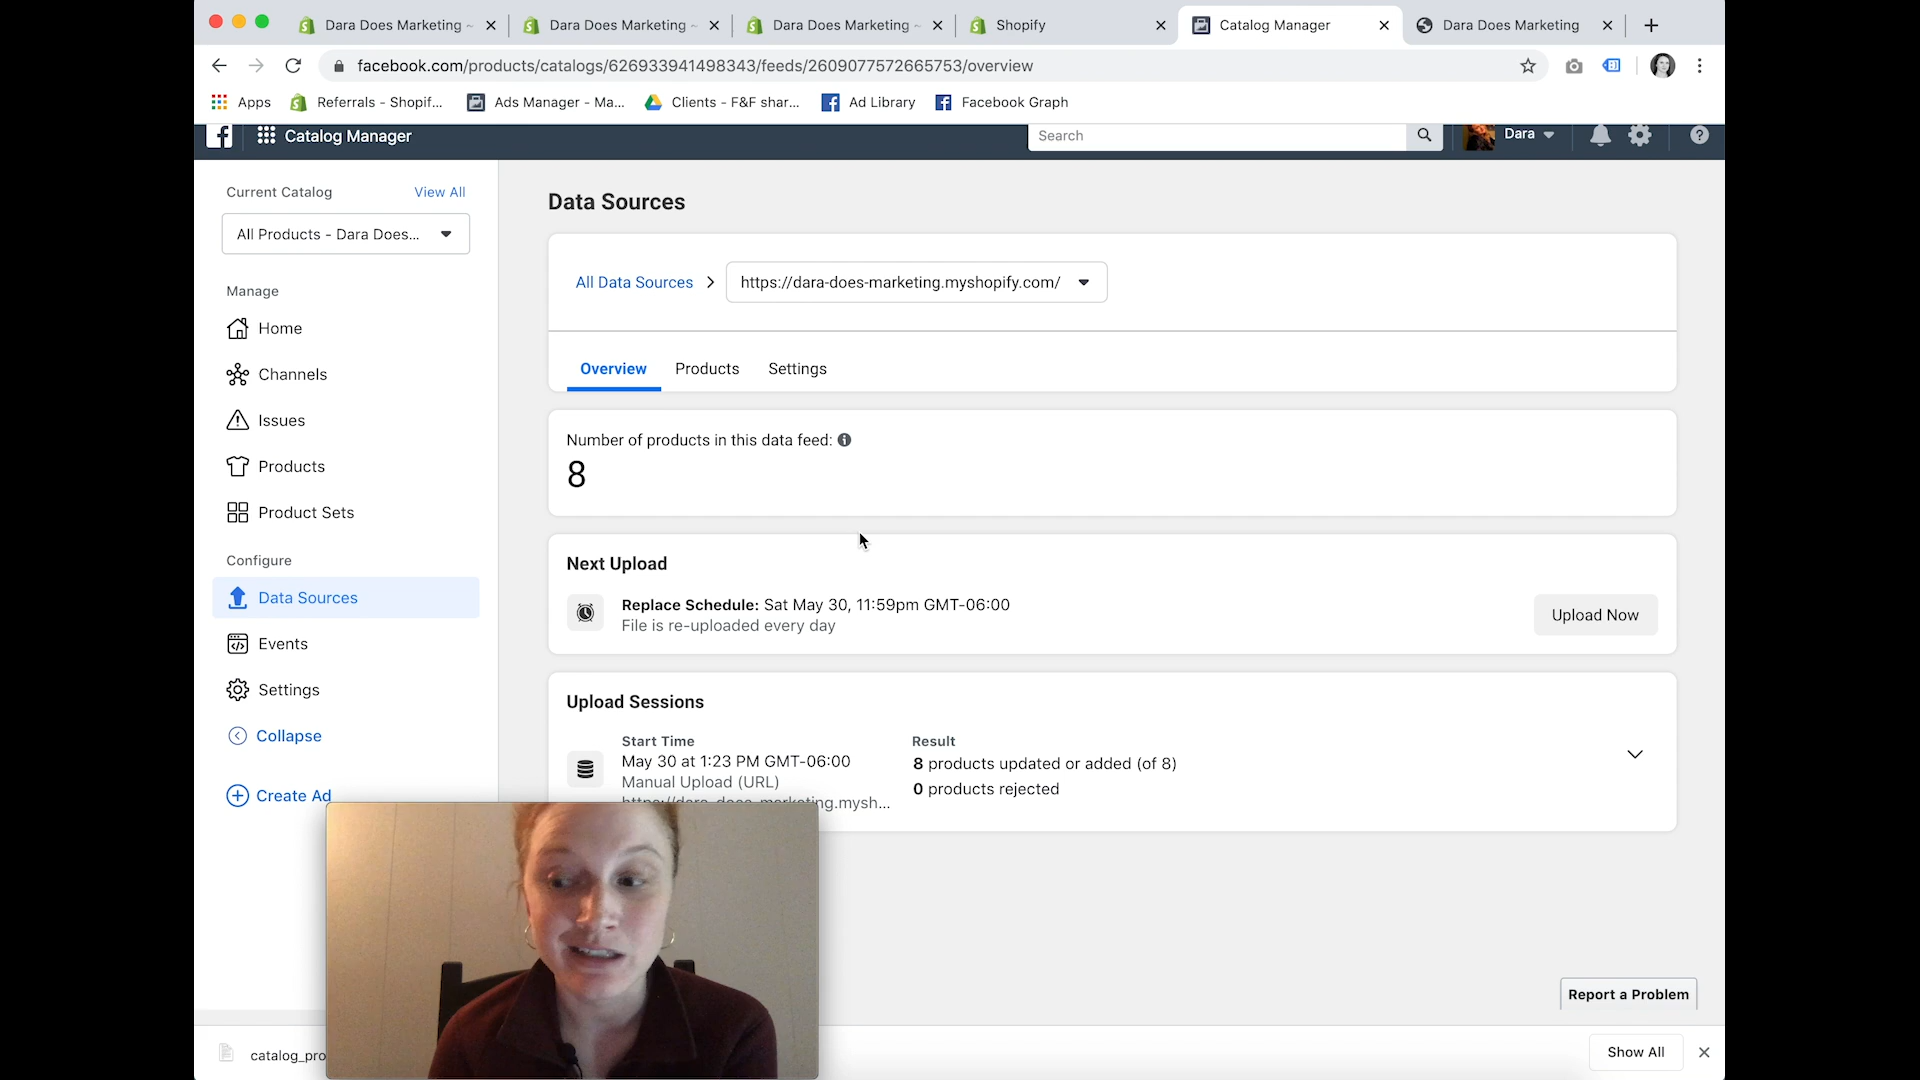 Dara Does Marketing ~
Dara Does Marketing ~
Dara Does Marketing ~
Shopify
Catalog Manager
Dara Does Marketing
facebook.com/products/catalogs/626933941498343/feeds/2609077572665753/overview
Apps
Referrals - Shopif...
Ads Manager - Ma...
Clients - F&F shar...
Ad Library
Facebook Graph
Catalog Manager
Search
Dara
Current Catalog
View All
All Products - Dara Does...
Manage
Home
Channels
Issues
Products
Product Sets
Configure
Data Sources
Events
Settings
Collapse
Create Ad
Data Sources
All Data Sources
https://dara-does-marketing.myshopify.com/
Overview
Products
Settings
Number of products in this data feed:
8
Next Upload
Replace Schedule: Sat May 30, 11:59pm GMT-06:00
File is re-uploaded every day
Upload Now
Upload Sessions
Start Time
May 30 at 1:23 PM GMT-06:00
Manual Upload (URL)
https://dara-does-marketing.mysh...
Result
8 products updated or added (of 8)
0 products rejected
Report a Problem
catalog_pro
Show All